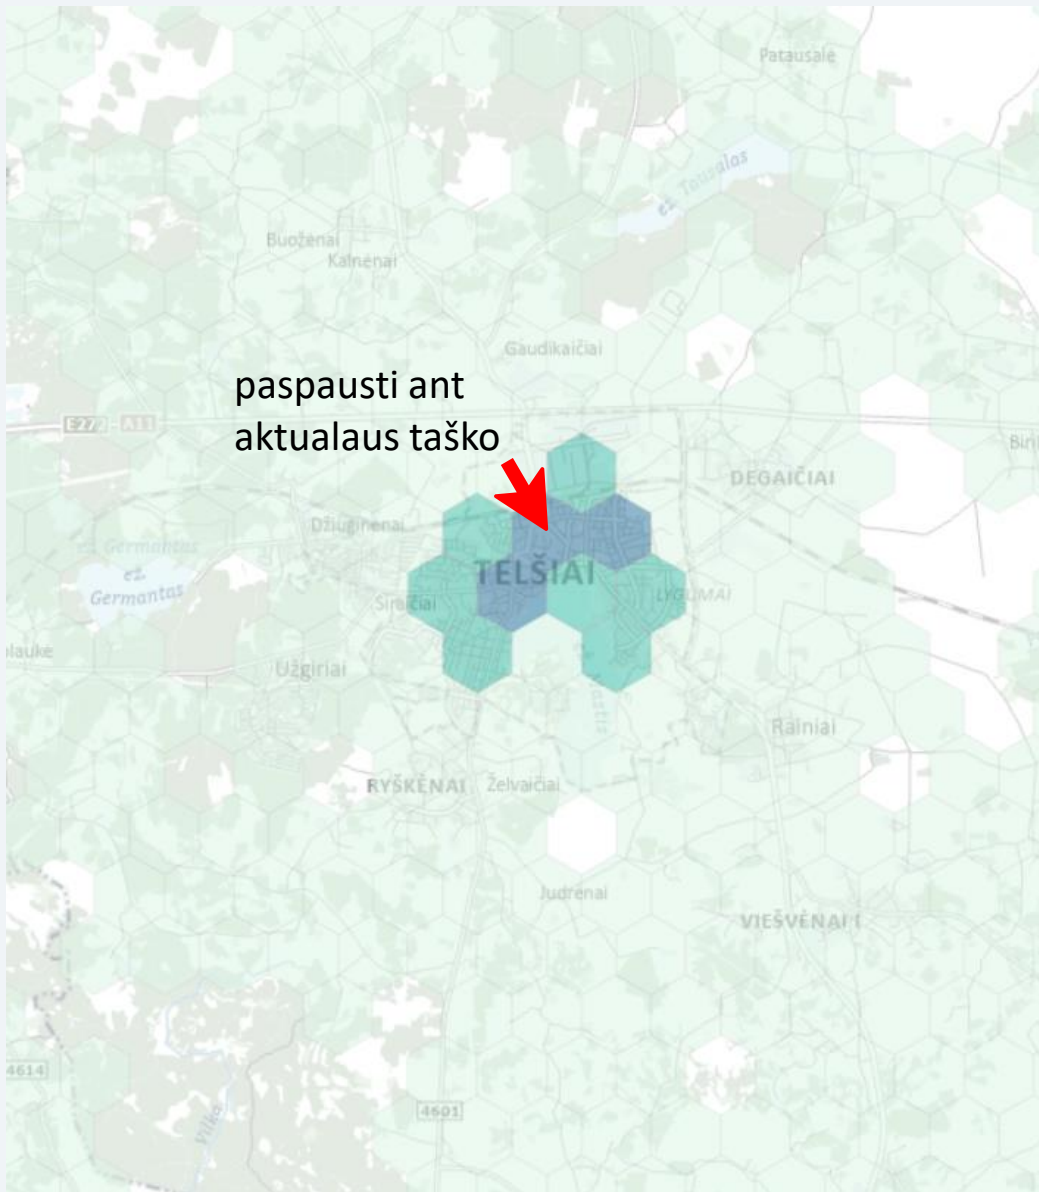 Patausalė
ež. Tausalas
Buožėnai
Kalnėnai
Gaudikaičiai
paspausti ant
aktualaus taško
E272 A11
DEGAIČIAI
Džiuginėnai
ež. Germantas
ež.
Germantas
TELŠIAI
LYGUMAI
Siraičiai
Užgiriai
Mastis
Rainiai
RYŠKĖNAI
Želvaičiai
Judrėnai
VIEŠVĖNAI I
4614
4601